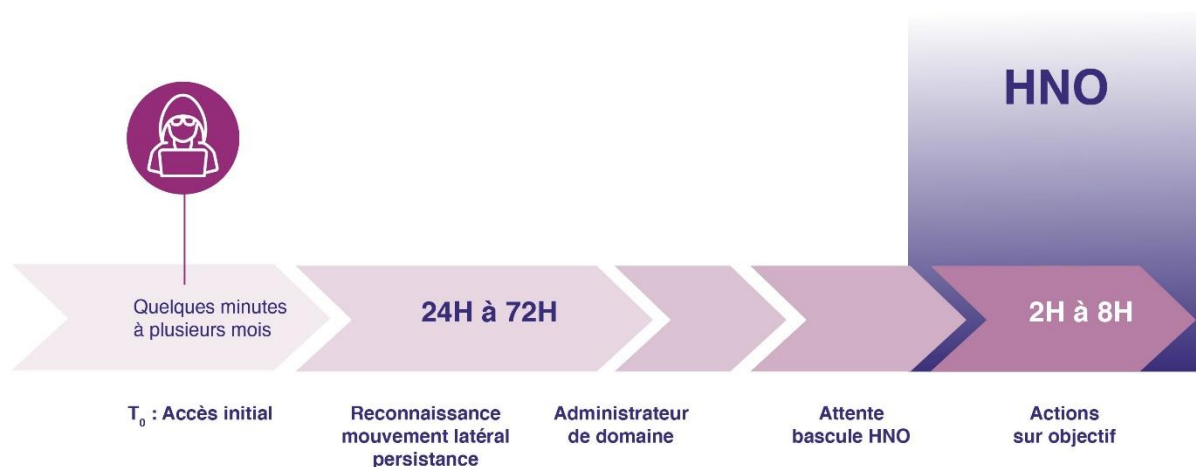 HNO
Quelques minutes
à plusieurs mois
24H à 72H
2H à 8H
T0 : Accès initial
Reconnaissance
mouvement latéral
persistance
Administrateur
de domaine
Attente
bascule HNO
Actions
sur objectif